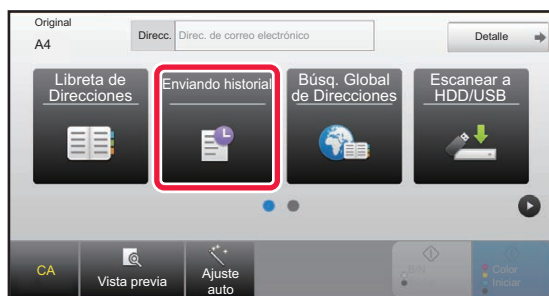 Original
A4
Direcc.
Direc. de correo electrónico
Detalle
Libreta de
Direcciones
Enviando historial
Búsq. Global
de Direcciones
Escanear a
HDD/USB
CA
Vista previa
Ajuste
auto
B/N
Color
Iniciar